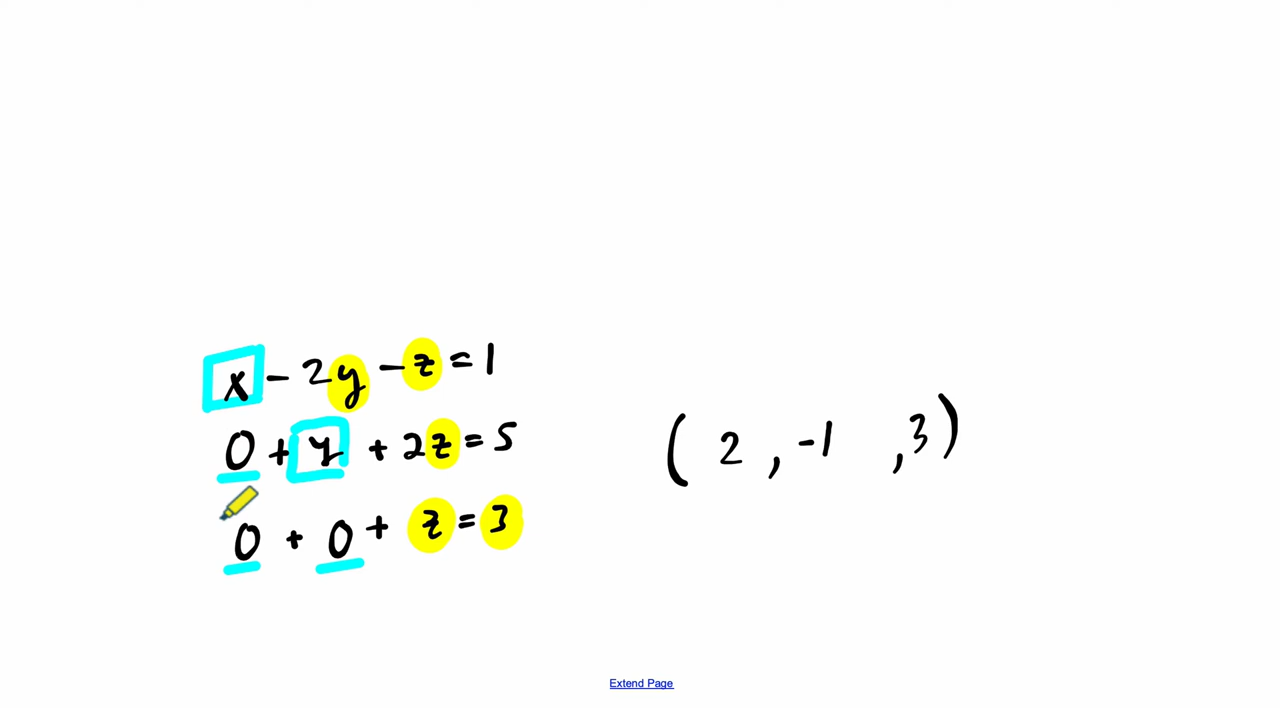 x - 2y - z = 1
0 + y + 2z = 5
( 2 , -1 , 3 )
0 + 0 + z = 3
Extend Page